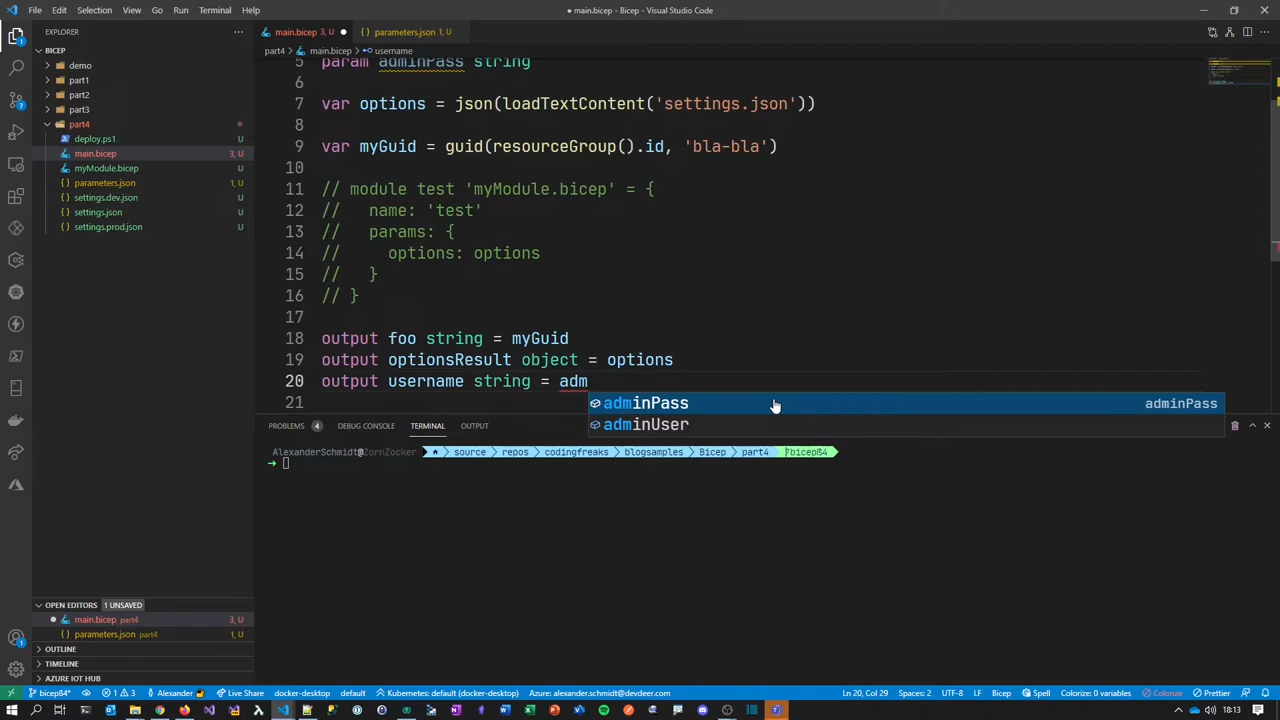 File Edit Selection View Go Run Terminal Help
● main.bicep - Bicep - Visual Studio Code
EXPLORER
BICEP
demo
part1
part2
part3
part4
deploy.ps1 U
main.bicep 3, U
myModule.bicep U
parameters.json 1, U
settings.dev.json U
settings.json U
settings.prod.json U
OPEN EDITORS 1 UNSAVED
main.bicep part4 3, U
parameters.json part4 1, U
OUTLINE
TIMELINE
AZURE IOT HUB
main.bicep 3, U
parameters.json 1, U
part4 > main.bicep > username
5 param adminPass string
6
7 var options = json(loadTextContent('settings.json'))
8
9 var myGuid = guid(resourceGroup().id, 'bla-bla')
10
11 // module test 'myModule.bicep' = {
12 //   name: 'test'
13 //   params: {
14 //     options: options
15 //   }
16 // }
17
18 output foo string = myGuid
19 output optionsResult object = options
20 output username string = adm
21
adminPass adminPass
adminUser
PROBLEMS 4 DEBUG CONSOLE TERMINAL OUTPUT
AlexanderSchmidt@ZornZocker source repos codingfreaks blogsamples Bicep part4 bicepß4
→
bicepß4* 1 3 Alexander Live Share docker-desktop default Kubernetes: default (docker-desktop) Azure: alexander.schmidt@devdeer.com Ln 20, Col 29 Spaces: 2 UTF-8 LF Bicep Spell Colorize: 0 variables Colonze Prettier
18:13